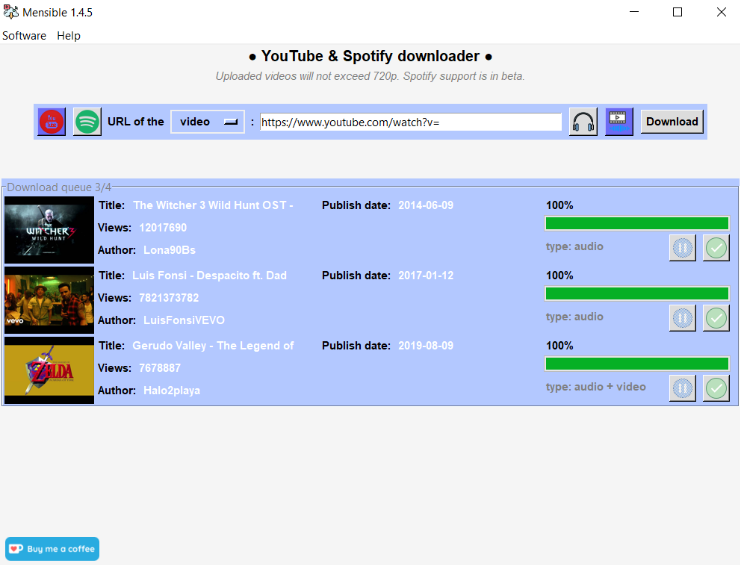 Mensible 1.4.5
Software Help
● YouTube & Spotify downloader ●
Uploaded videos will not exceed 720p. Spotify support is in beta.
URL of the video : https://www.youtube.com/watch?v= Download
Download queue 3/4
Title: The Witcher 3 Wild Hunt OST - Publish date: 2014-06-09 100%
Views: 12017690
Author: Lona90Bs type: audio
THE WITCHER 3
WILD HUNT
Title: Luis Fonsi - Despacito ft. Dad Publish date: 2017-01-12 100%
Views: 7821373782
Author: LuisFonsiVEVO type: audio
vevo
Title: Gerudo Valley - The Legend of Publish date: 2019-08-09 100%
Views: 7678887
Author: Halo2playa type: audio + video
ZELDA
Buy me a coffee